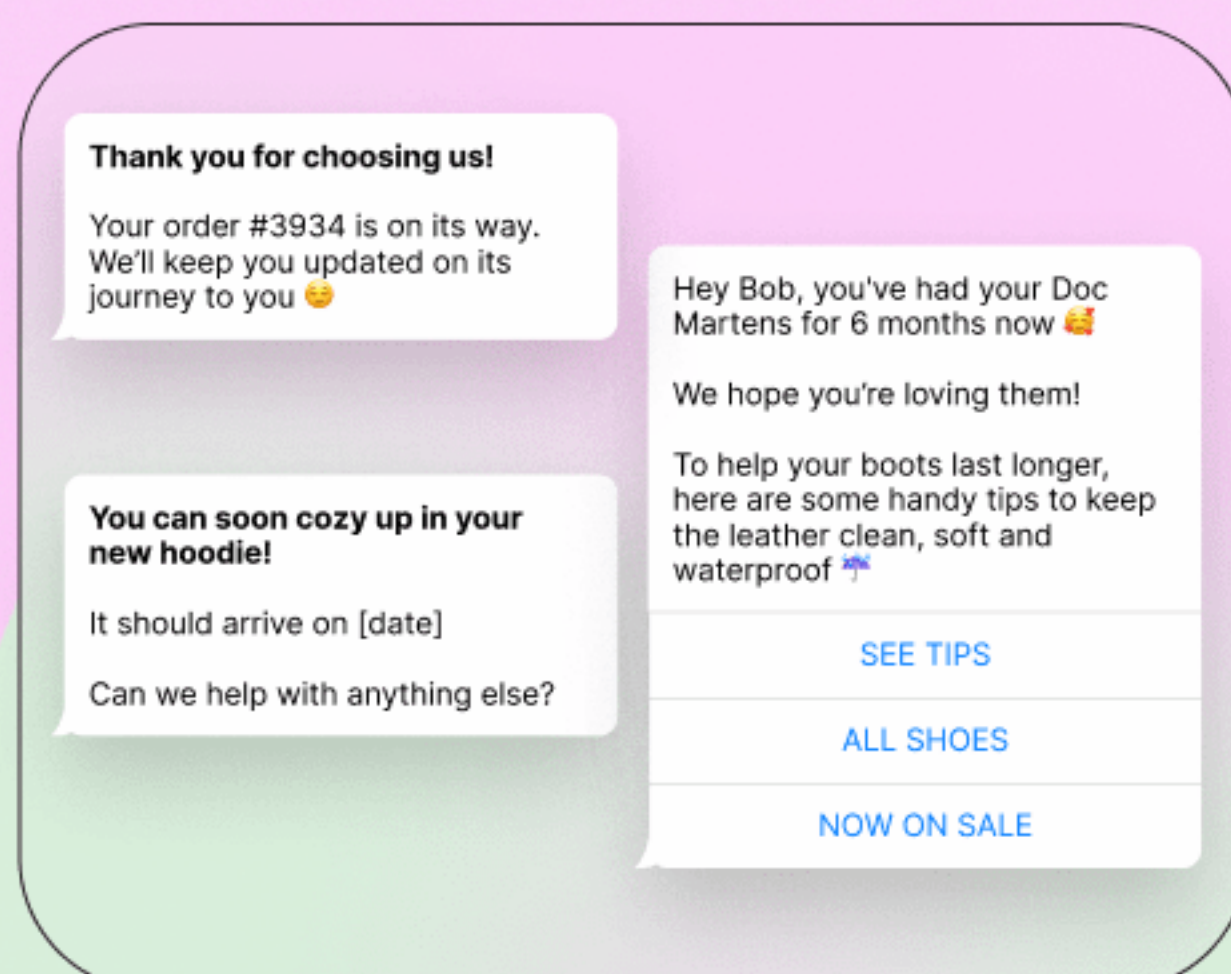 Thank you for choosing us!
Your order #3934 is on its way.
We’ll keep you updated on its
journey to you 😌
You can soon cozy up in your
new hoodie!
It should arrive on [date]
Can we help with anything else?
Hey Bob, you've had your Doc
Martens for 6 months now 🥰
We hope you’re loving them!
To help your boots last longer,
here are some handy tips to keep
the leather clean, soft and
waterproof ☔
SEE TIPS
ALL SHOES
NOW ON SALE